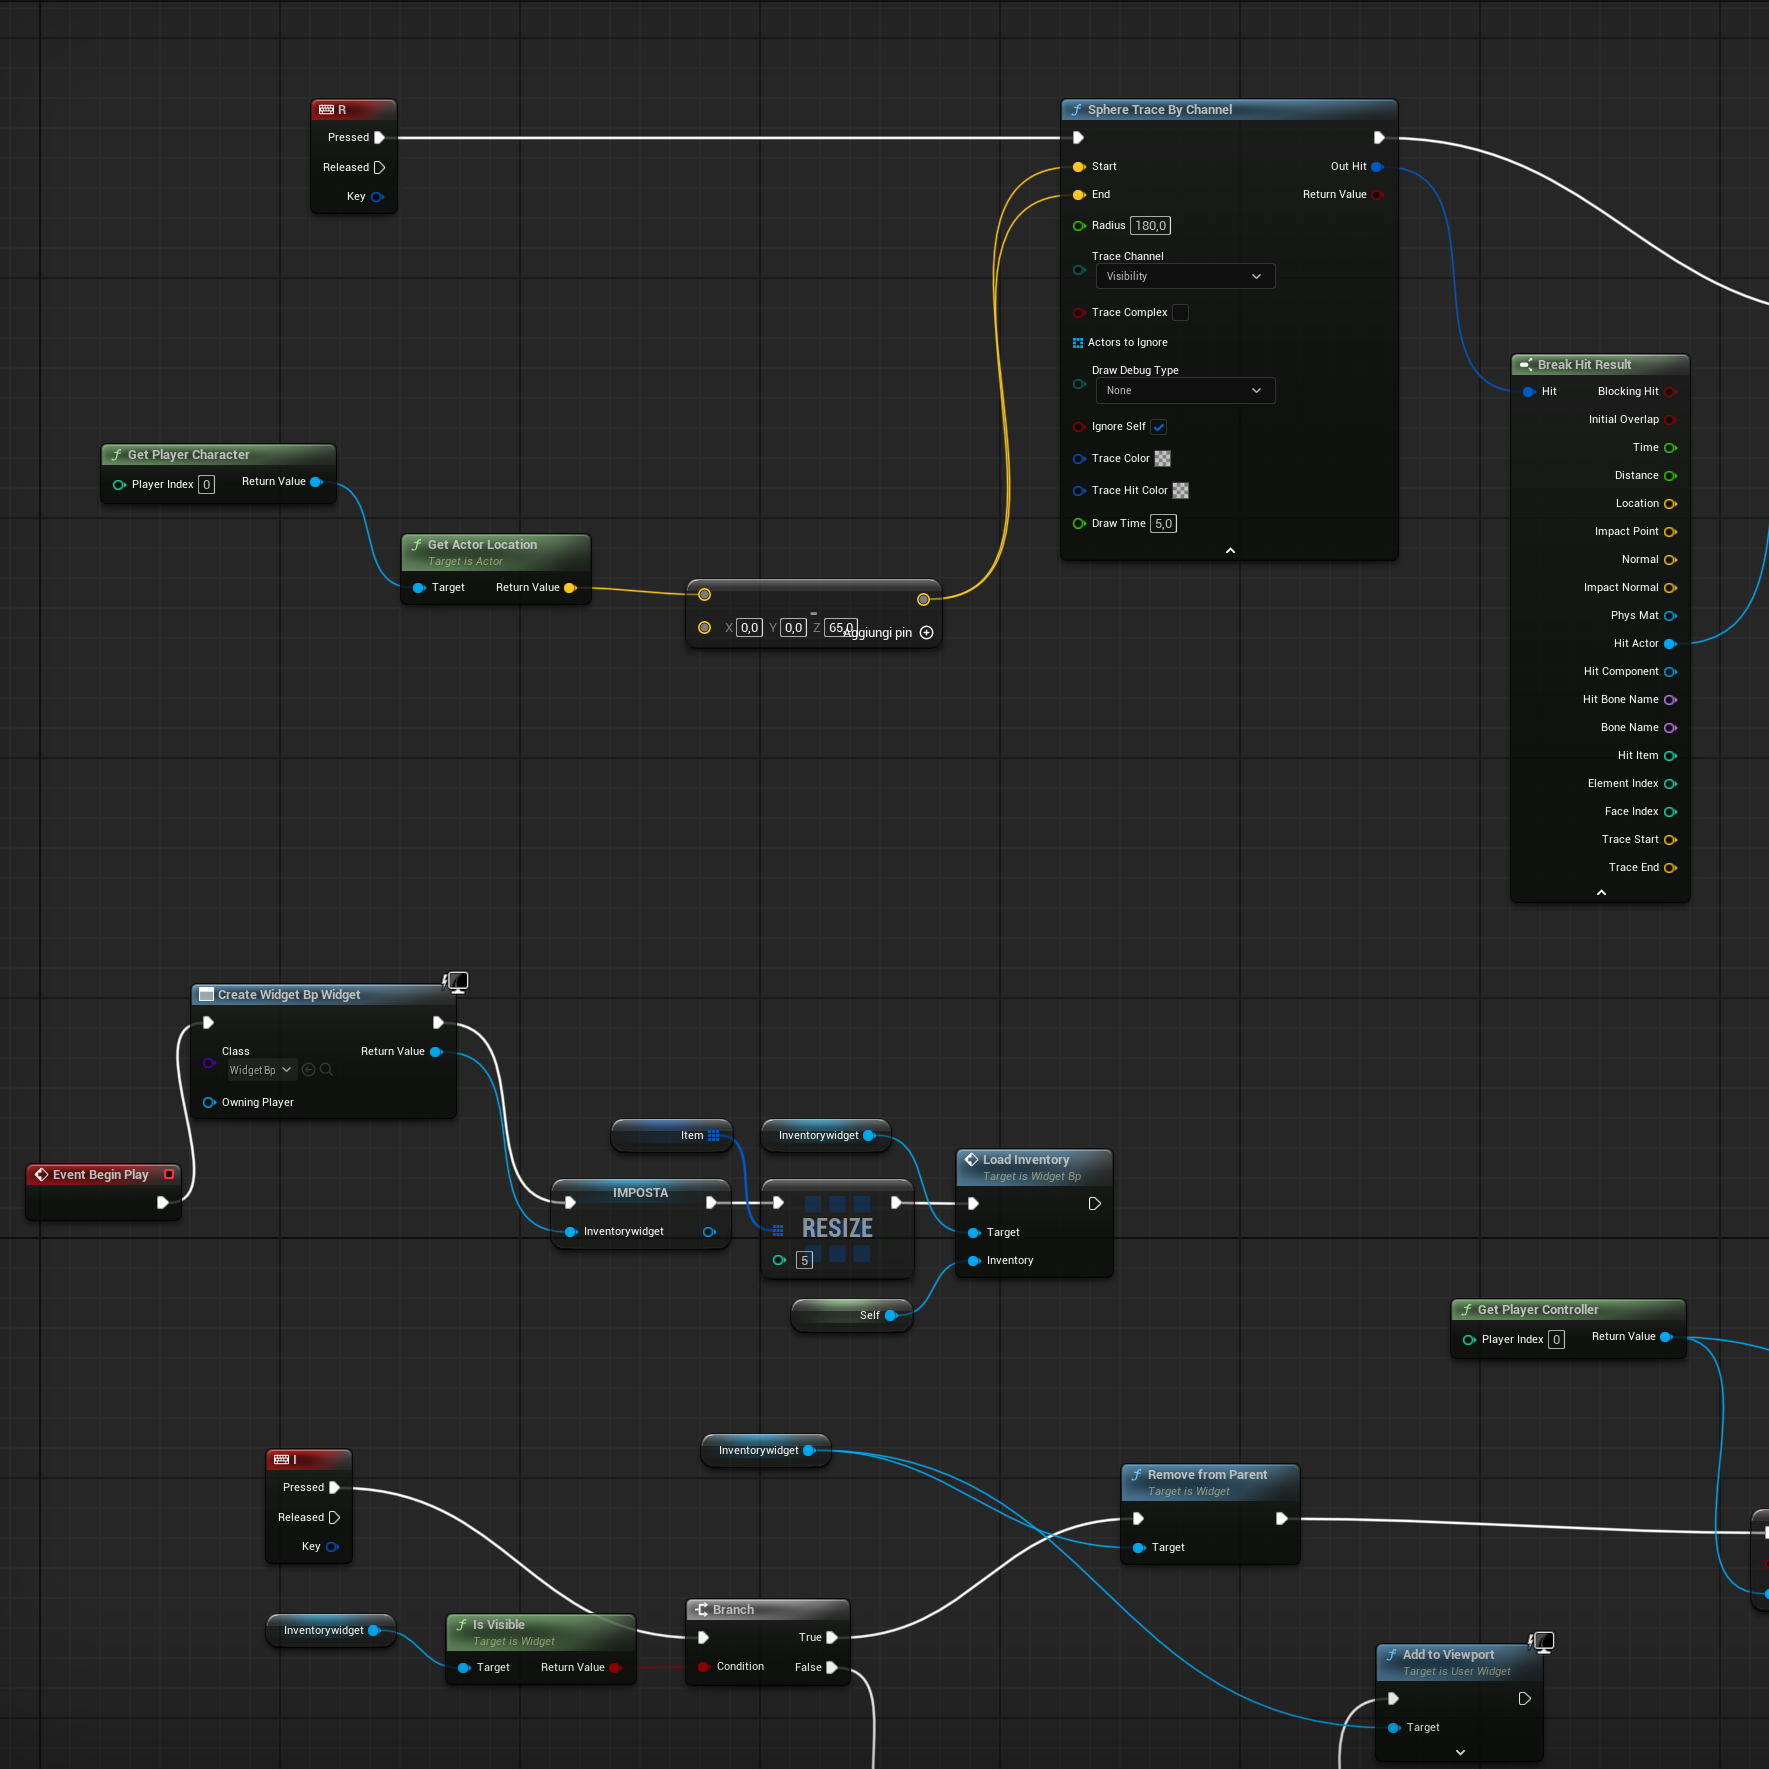 R
Pressed
Released
Key
Sphere Trace By Channel
Start
Out Hit
End
Return Value
Radius 180,0
Trace Channel
Visibility
Trace Complex
Actors to Ignore
Draw Debug Type
None
Ignore Self
Trace Color
Trace Hit Color
Draw Time 5,0
Break Hit Result
Hit
Blocking Hit
Initial Overlap
Time
Distance
Location
Impact Point
Normal
Impact Normal
Phys Mat
Hit Actor
Hit Component
Hit Bone Name
Bone Name
Hit Item
Element Index
Face Index
Trace Start
Trace End
Get Player Character
Player Index 0
Return Value
Get Actor Location
Target is Actor
Target
Return Value
-
X 0,0 Y 0,0 Z 65,0
Aggiungi pin
Create Widget Bp Widget
Class
Return Value
Widget Bp
Owning Player
Event Begin Play
Item
Inventorywidget
IMPOSTA
Inventorywidget
RESIZE
5
Load Inventory
Target is Widget Bp
Target
Inventory
Self
Get Player Controller
Player Index 0
Return Value
I
Pressed
Released
Key
Inventorywidget
Remove from Parent
Target is Widget
Target
Inventorywidget
Is Visible
Target is Widget
Target
Return Value
Branch
True
Condition
False
Add to Viewport
Target is User Widget
Target